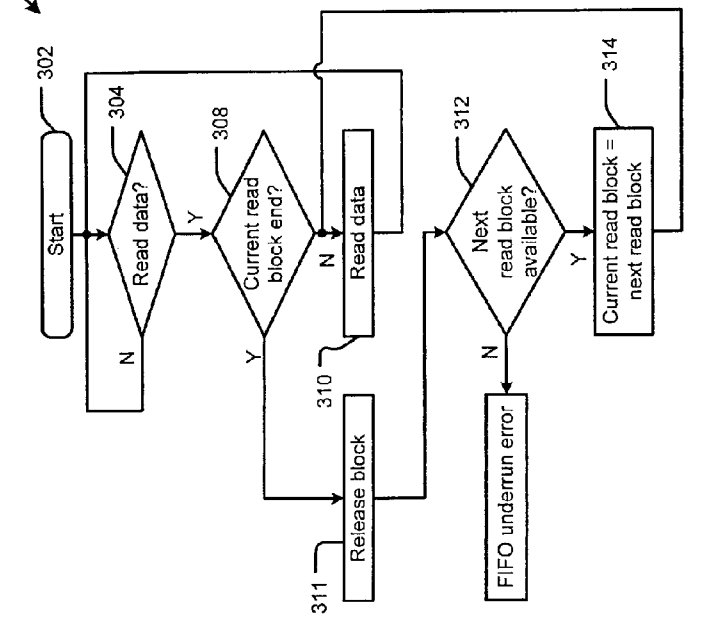 302
Start
304
Read data?
N
Y
308
Current read
block end?
Y
N
310
Read data
311
Release block
312
Next
read block
available?
N
Y
FIFO underrun error
314
Current read block =
next read block